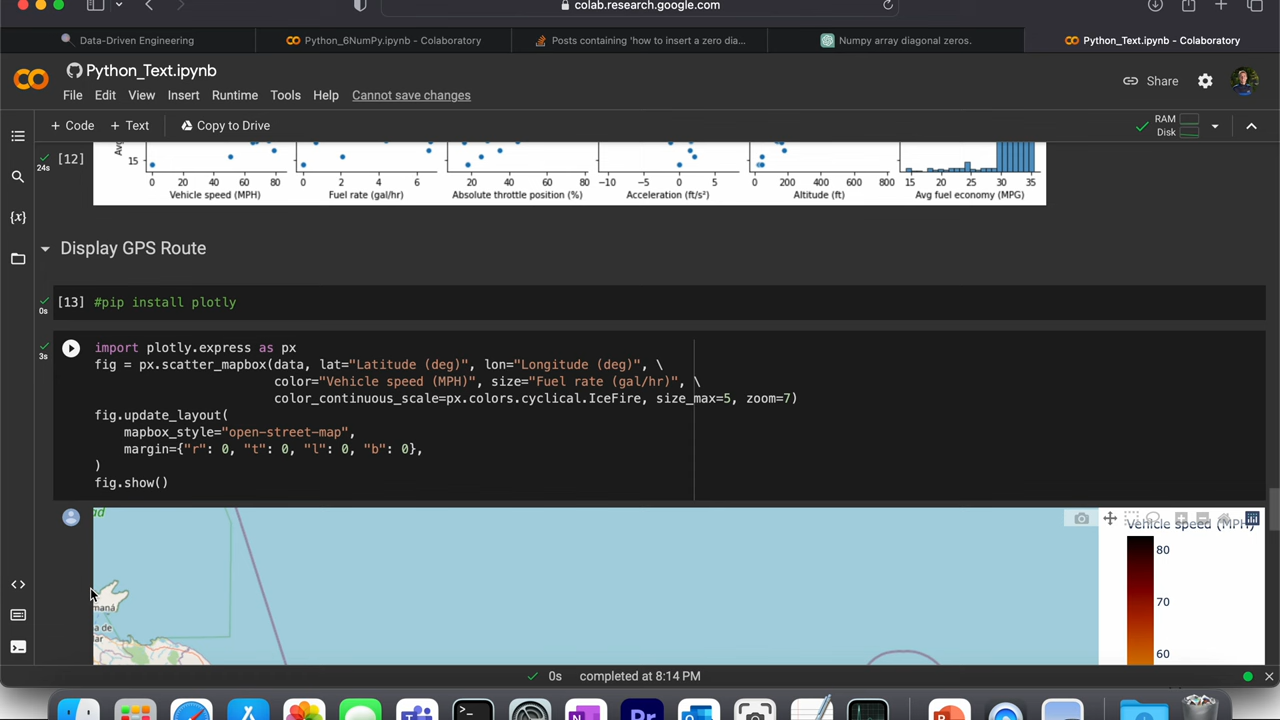 colab.research.google.com
Data-Driven Engineering
Python_6NumPy.ipynb - Colaboratory
Posts containing 'how to insert a zero dia...
Numpy array diagonal zeros.
Python_Text.ipynb - Colaboratory
Python_Text.ipynb
Share
File Edit View Insert Runtime Tools Help Cannot save changes
+ Code + Text Copy to Drive
RAM
Disk
[12]
24s
15
0 20 40 60 80 0 2 4 6 20 40 60 80 −10 −5 0 5 0 200 400 600 800 15 20 25 30 35
Vehicle speed (MPH) Fuel rate (gal/hr) Absolute throttle position (%) Acceleration (ft/s²) Altitude (ft) Avg fuel economy (MPG)
Display GPS Route
[13] #pip install plotly
0s
import plotly.express as px
3s
fig = px.scatter_mapbox(data, lat="Latitude (deg)", lon="Longitude (deg)", \
color="Vehicle speed (MPH)", size="Fuel rate (gal/hr)", \
color_continuous_scale=px.colors.cyclical.IceFire, size_max=5, zoom=7)
fig.update_layout(
mapbox_style="open-street-map",
margin={"r": 0, "t": 0, "l": 0, "b": 0},
)
fig.show()
Vehicle speed (MPH)
80
70
60
0s completed at 8:14 PM